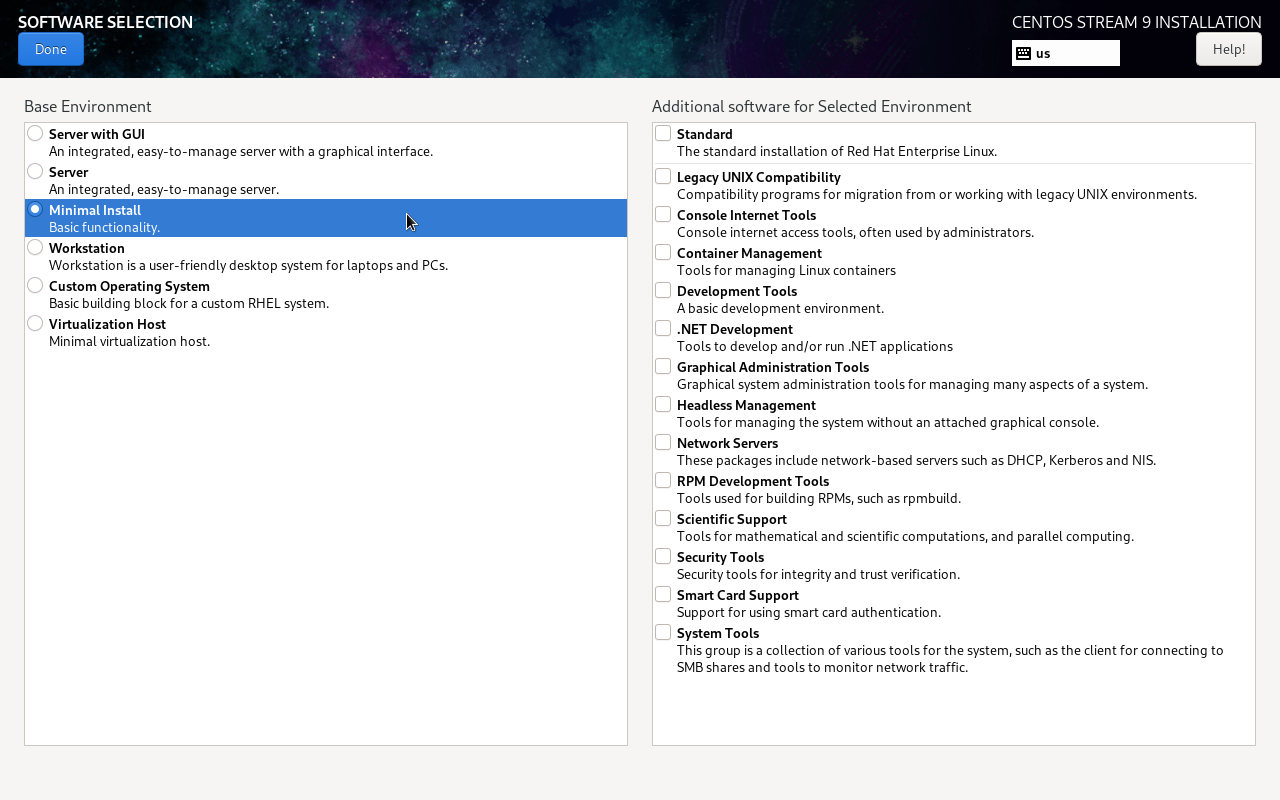 SOFTWARE SELECTION
CENTOS STREAM 9 INSTALLATION
Done
us
Help!
Base Environment
Server with GUI
An integrated, easy-to-manage server with a graphical interface.
Server
An integrated, easy-to-manage server.
Minimal Install
Basic functionality.
Workstation
Workstation is a user-friendly desktop system for laptops and PCs.
Custom Operating System
Basic building block for a custom RHEL system.
Virtualization Host
Minimal virtualization host.
Additional software for Selected Environment
Standard
The standard installation of Red Hat Enterprise Linux.
Legacy UNIX Compatibility
Compatibility programs for migration from or working with legacy UNIX environments.
Console Internet Tools
Console internet access tools, often used by administrators.
Container Management
Tools for managing Linux containers
Development Tools
A basic development environment.
.NET Development
Tools to develop and/or run .NET applications
Graphical Administration Tools
Graphical system administration tools for managing many aspects of a system.
Headless Management
Tools for managing the system without an attached graphical console.
Network Servers
These packages include network-based servers such as DHCP, Kerberos and NIS.
RPM Development Tools
Tools used for building RPMs, such as rpmbuild.
Scientific Support
Tools for mathematical and scientific computations, and parallel computing.
Security Tools
Security tools for integrity and trust verification.
Smart Card Support
Support for using smart card authentication.
System Tools
This group is a collection of various tools for the system, such as the client for connecting to
SMB shares and tools to monitor network traffic.